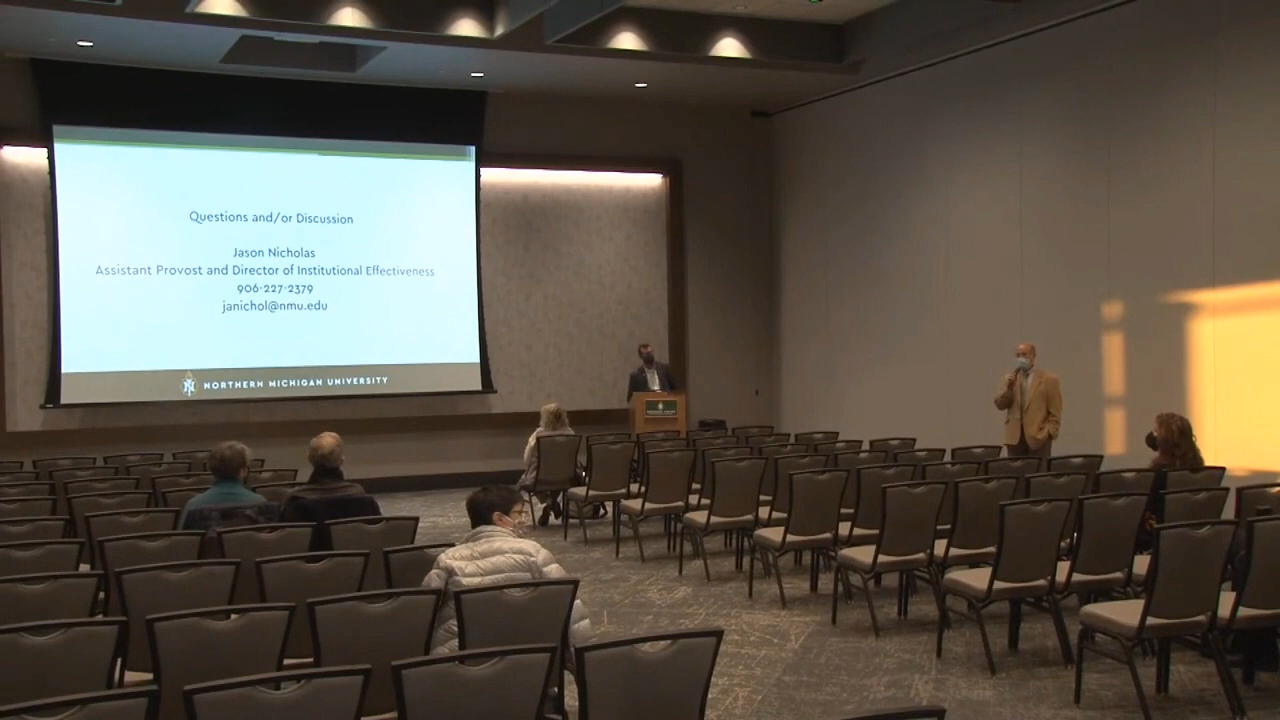 Questions and/or Discussion
Jason Nicholas
Assistant Provost and Director of Institutional Effectiveness
906-227-2379
janichol@nmu.edu
NORTHERN MICHIGAN UNIVERSITY